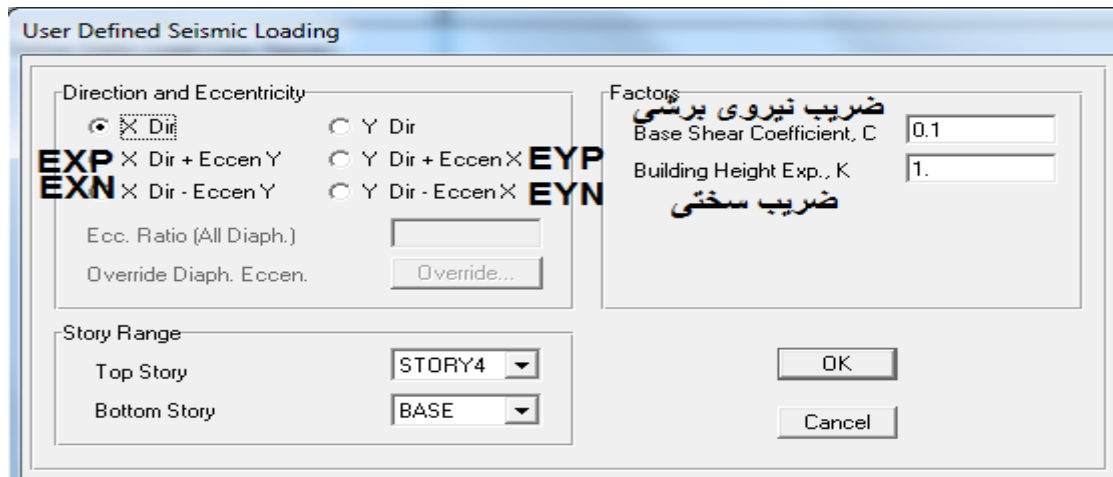 User Defined Seismic Loading
Direction and Eccentricity
X Dir
Y Dir
EXP X Dir + Eccen Y
Y Dir + Eccen X EYP
EXN X Dir - Eccen Y
Y Dir - Eccen X EYN
Ecc. Ratio (All Diaph.)
Override Diaph. Eccen.
Override...
Factors
ضریب نیروی برشی
Base Shear Coefficient, C
0.1
Building Height Exp., K
1.
ضریب سختی
Story Range
Top Story
STORY4
Bottom Story
BASE
OK
Cancel